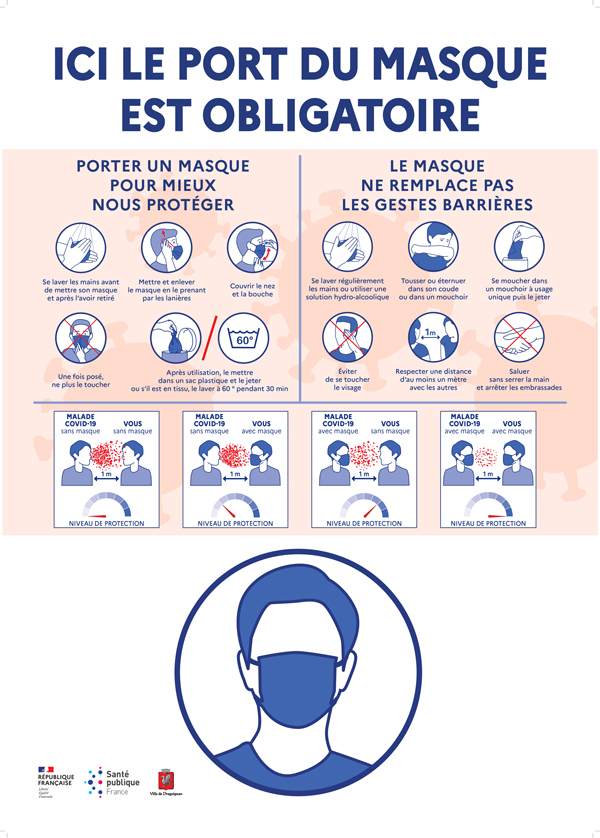 ICI LE PORT DU MASQUE
EST OBLIGATOIRE
PORTER UN MASQUE
POUR MIEUX
NOUS PROTÉGER
Se laver les mains avant
de mettre son masque
et après l'avoir retiré
Mettre et enlever
le masque en le prenant
par les lanières
Couvrir le nez
et la bouche
Une fois posé,
ne plus le toucher
60°
Après utilisation, le mettre
dans un sac plastique et le jeter
ou s'il est en tissu, le laver à 60 ° pendant 30 min
LE MASQUE
NE REMPLACE PAS
LES GESTES BARRIÈRES
Se laver régulièrement
les mains ou utiliser une
solution hydro-alcoolique
Tousser ou éternuer
dans son coude
ou dans un mouchoir
Se moucher dans
un mouchoir à usage
unique puis le jeter
Éviter
de se toucher
le visage
1m
Respecter une distance
d'au moins un mètre
avec les autres
Saluer
sans serrer la main
et arrêter les embrassades
MALADE
COVID-19
sans masque
VOUS
sans masque
1 m
NIVEAU DE PROTECTION
MALADE
COVID-19
sans masque
VOUS
avec masque
1 m
NIVEAU DE PROTECTION
MALADE
COVID-19
avec masque
VOUS
sans masque
1 m
NIVEAU DE PROTECTION
MALADE
COVID-19
avec masque
VOUS
avec masque
1 m
NIVEAU DE PROTECTION
RÉPUBLIQUE
FRANÇAISE
Liberté
Égalité
Fraternité
Santé
publique
France
Ville de Draguignan